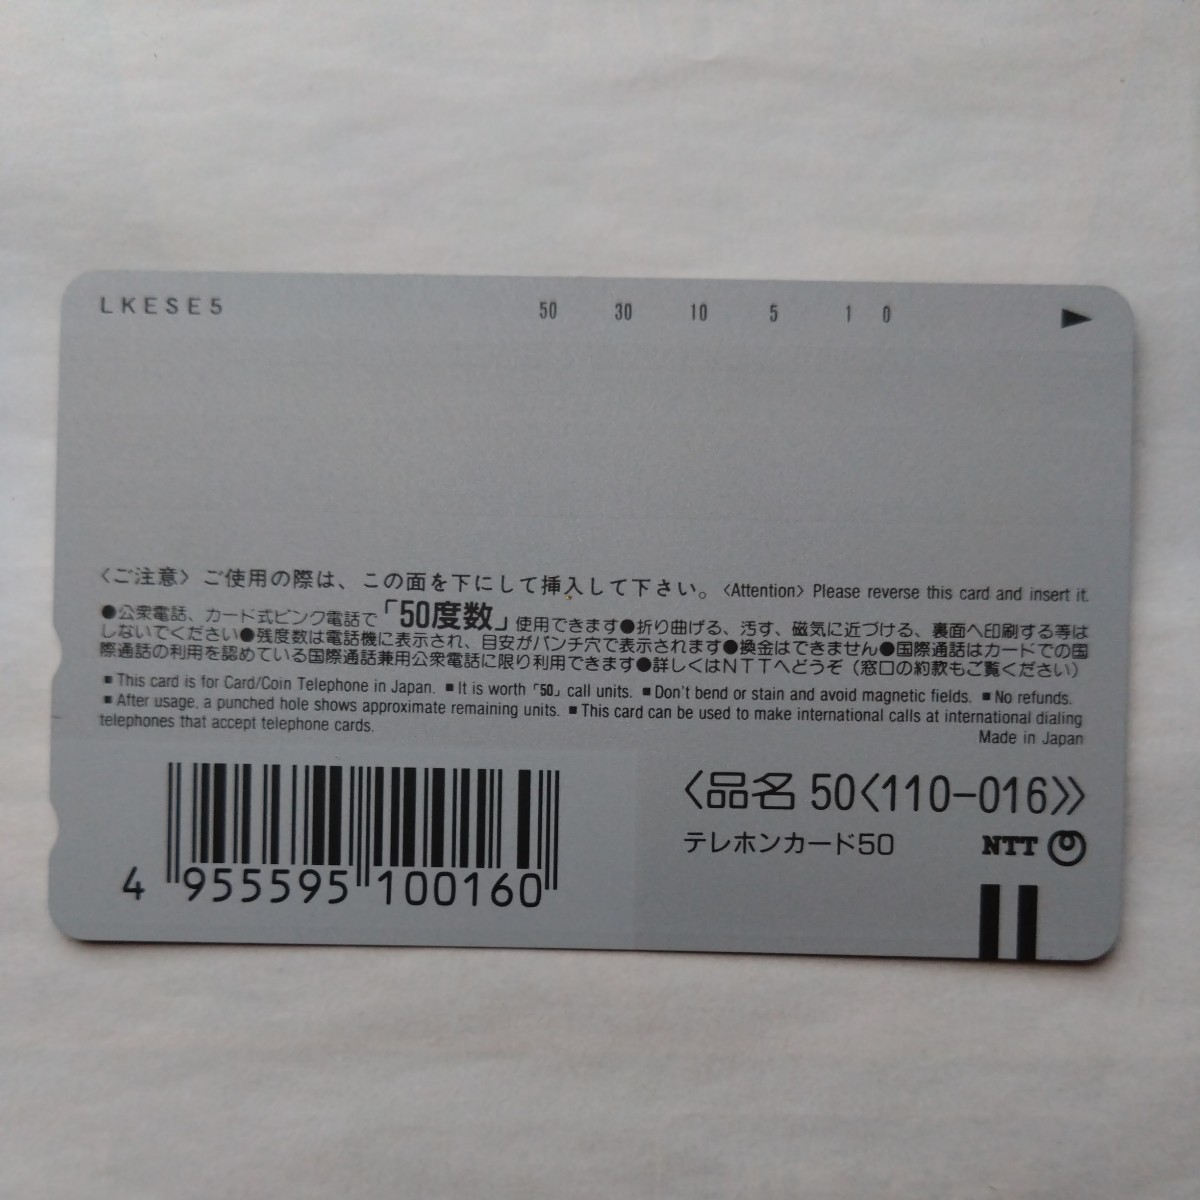 LKESE5 50 30 10 5 1 0 ▶
〈ご注意〉ご使用の際は、この面を下にして挿入して下さい。〈Attention〉Please reverse this card and insert it.
●公衆電話、カード式ピンク電話で「50度数」使用できます●折り曲げる、汚す、磁気に近づける、裏面へ印刷する等は
しないでください●残度数は電話機に表示され、目安がパンチ穴で表示されます●換金はできません●国際通話はカードでの国
際通話の利用を認めている国際通話兼用公衆電話に限り利用できます●詳しくはNTTへどうぞ（窓口の約款もご覧ください）
■This card is for Card/Coin Telephone in Japan. ■It is worth「50」call units. ■Don't bend or stain and avoid magnetic fields. ■No refunds.
■After usage, a punched hole shows approximate remaining units. ■This card can be used to make international calls at international dialing
telephones that accept telephone cards.
Made in Japan
〈品名 50〈110-016〉〉
テレホンカード50 NTT
4 955595 100160